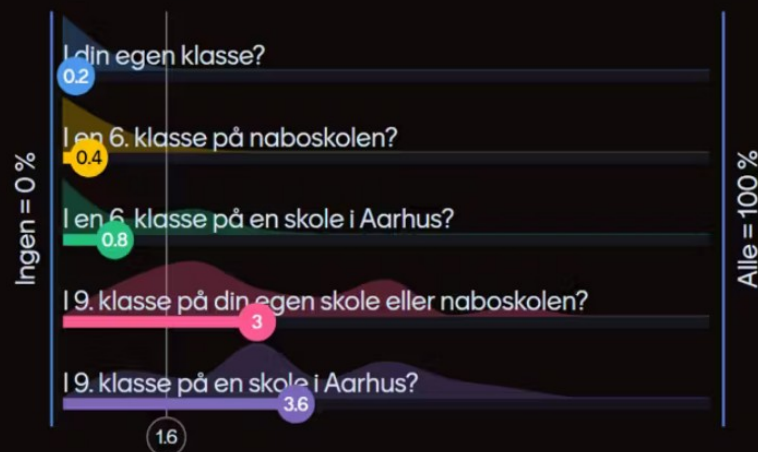 Ingen = 0 %
I din egen klasse?
0.2
I en 6. klasse på naboskolen?
0.4
I en 6. klasse på en skole i Aarhus?
0.8
I 9. klasse på din egen skole eller naboskolen?
3
I 9. klasse på en skole i Aarhus?
3.6
1.6
Alle = 100 %